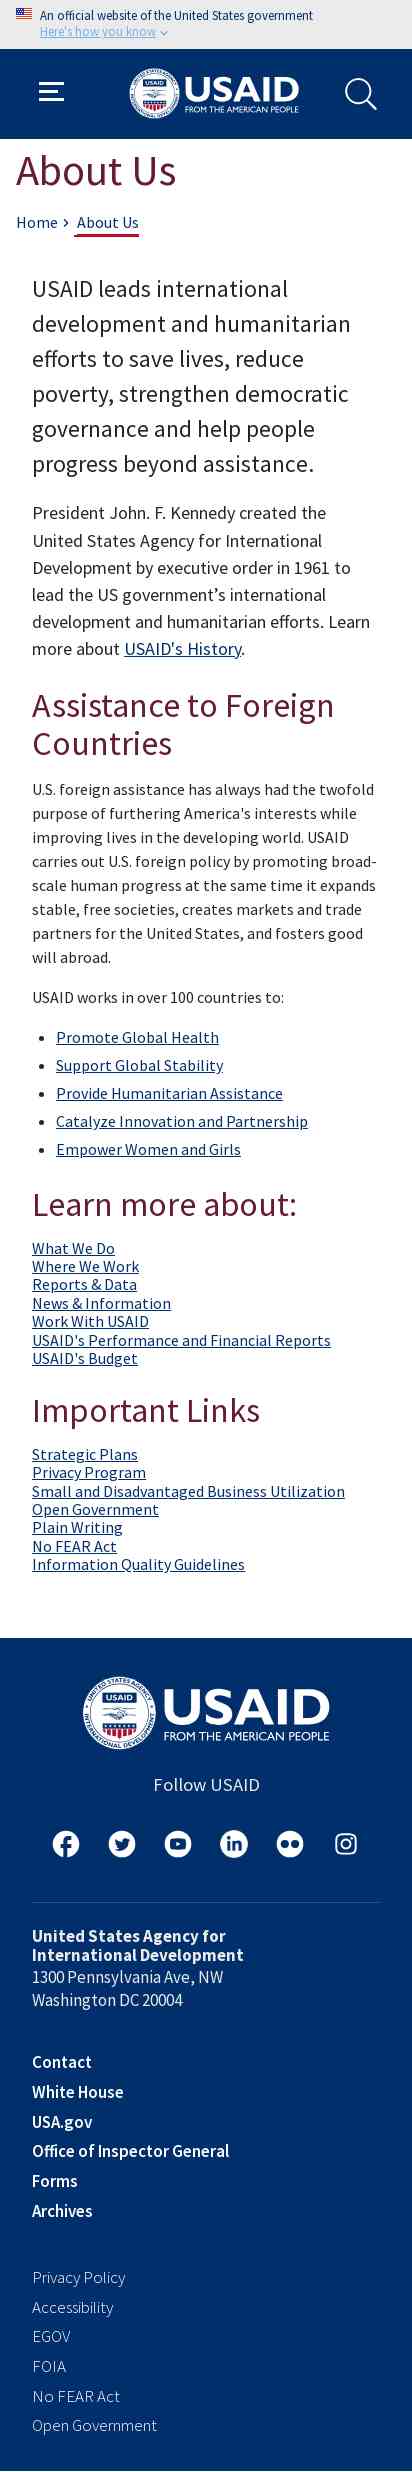 An official website of the United States government
Here's how you know
USAID
FROM THE AMERICAN PEOPLE
About Us
Home › About Us
USAID leads international
development and humanitarian
efforts to save lives, reduce
poverty, strengthen democratic
governance and help people
progress beyond assistance.
President John. F. Kennedy created the
United States Agency for International
Development by executive order in 1961 to
lead the US government’s international
development and humanitarian efforts. Learn
more about USAID's History.
Assistance to Foreign
Countries
U.S. foreign assistance has always had the twofold
purpose of furthering America's interests while
improving lives in the developing world. USAID
carries out U.S. foreign policy by promoting broad-
scale human progress at the same time it expands
stable, free societies, creates markets and trade
partners for the United States, and fosters good
will abroad.
USAID works in over 100 countries to:
• Promote Global Health
• Support Global Stability
• Provide Humanitarian Assistance
• Catalyze Innovation and Partnership
• Empower Women and Girls
Learn more about:
What We Do
Where We Work
Reports & Data
News & Information
Work With USAID
USAID's Performance and Financial Reports
USAID's Budget
Important Links
Strategic Plans
Privacy Program
Small and Disadvantaged Business Utilization
Open Government
Plain Writing
No FEAR Act
Information Quality Guidelines
UNITED STATES AGENCY
USAID
INTERNATIONAL DEVELOPMENT
USAID
FROM THE AMERICAN PEOPLE
Follow USAID
United States Agency for
International Development
1300 Pennsylvania Ave, NW
Washington DC 20004
Contact
White House
USA.gov
Office of Inspector General
Forms
Archives
Privacy Policy
Accessibility
EGOV
FOIA
No FEAR Act
Open Government